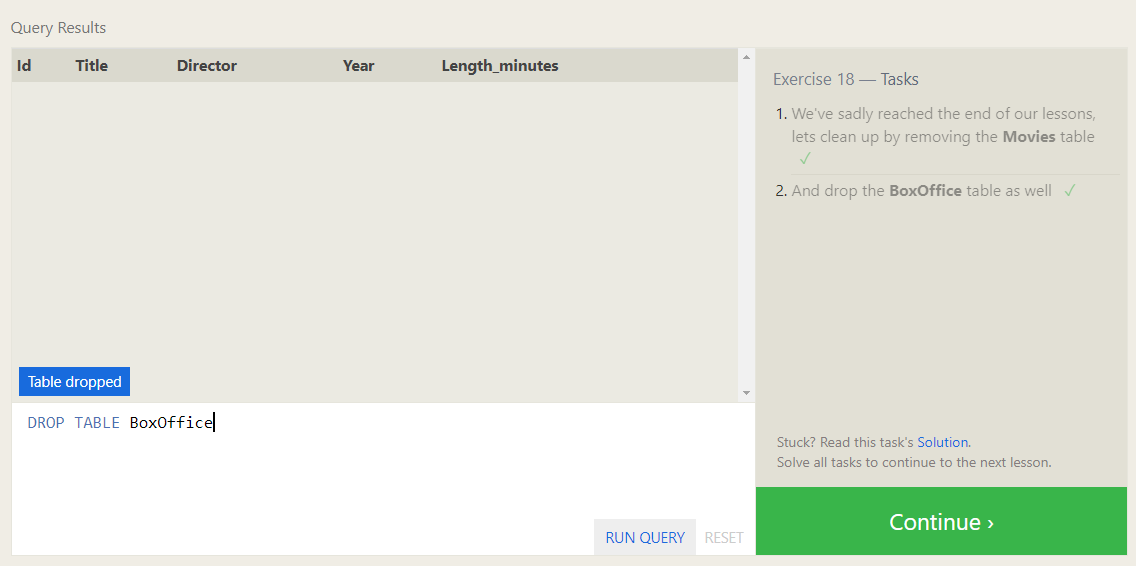 Query Results
Id Title Director Year Length_minutes
Table dropped
DROP TABLE BoxOffice
RUN QUERY RESET
Exercise 18 — Tasks
1. We've sadly reached the end of our lessons,
lets clean up by removing the Movies table
✓
2. And drop the BoxOffice table as well ✓
Stuck? Read this task's Solution.
Solve all tasks to continue to the next lesson.
Continue ›